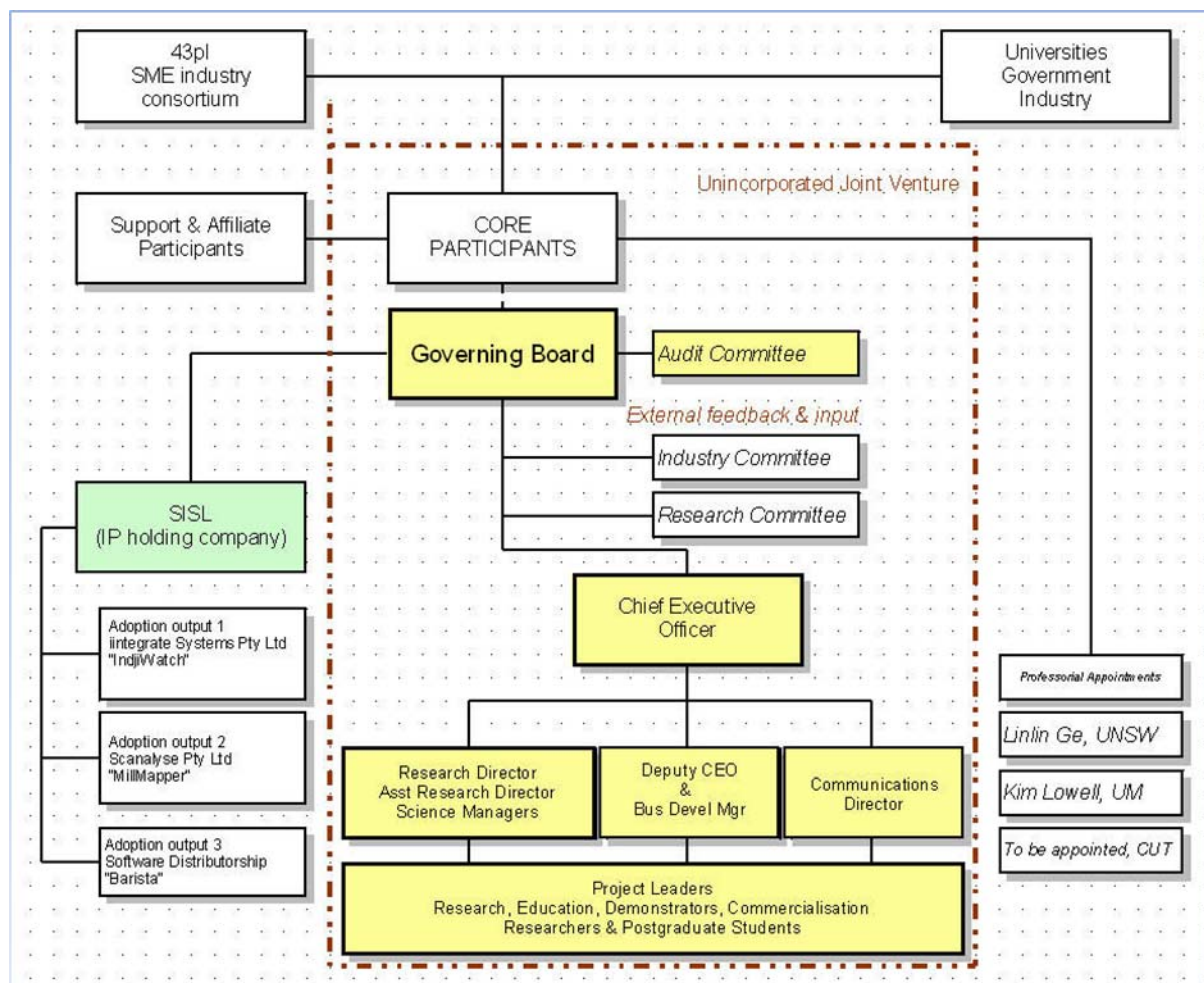 43pl
SME industry
consortium
Universities
Government
Industry
Unincorporated Joint Venture
Support & Affiliate
Participants
CORE
PARTICIPANTS
Governing Board
Audit Committee
External feedback & input
Industry Committee
Research Committee
SISL
(IP holding company)
Chief Executive
Officer
Adoption output 1
iintegrate Systems Pty Ltd
"IndjiWatch"
Adoption output 2
Scanalyse Pty Ltd
"MillMapper"
Adoption output 3
Software Distributorship
"Barista"
Professorial Appointments
Linlin Ge, UNSW
Kim Lowell, UM
To be appointed, CUT
Research Director
Asst Research Director
Science Managers
Deputy CEO
&
Bus Devel Mgr
Communications
Director
Project Leaders
Research, Education, Demonstrators, Commercialisation
Researchers & Postgraduate Students